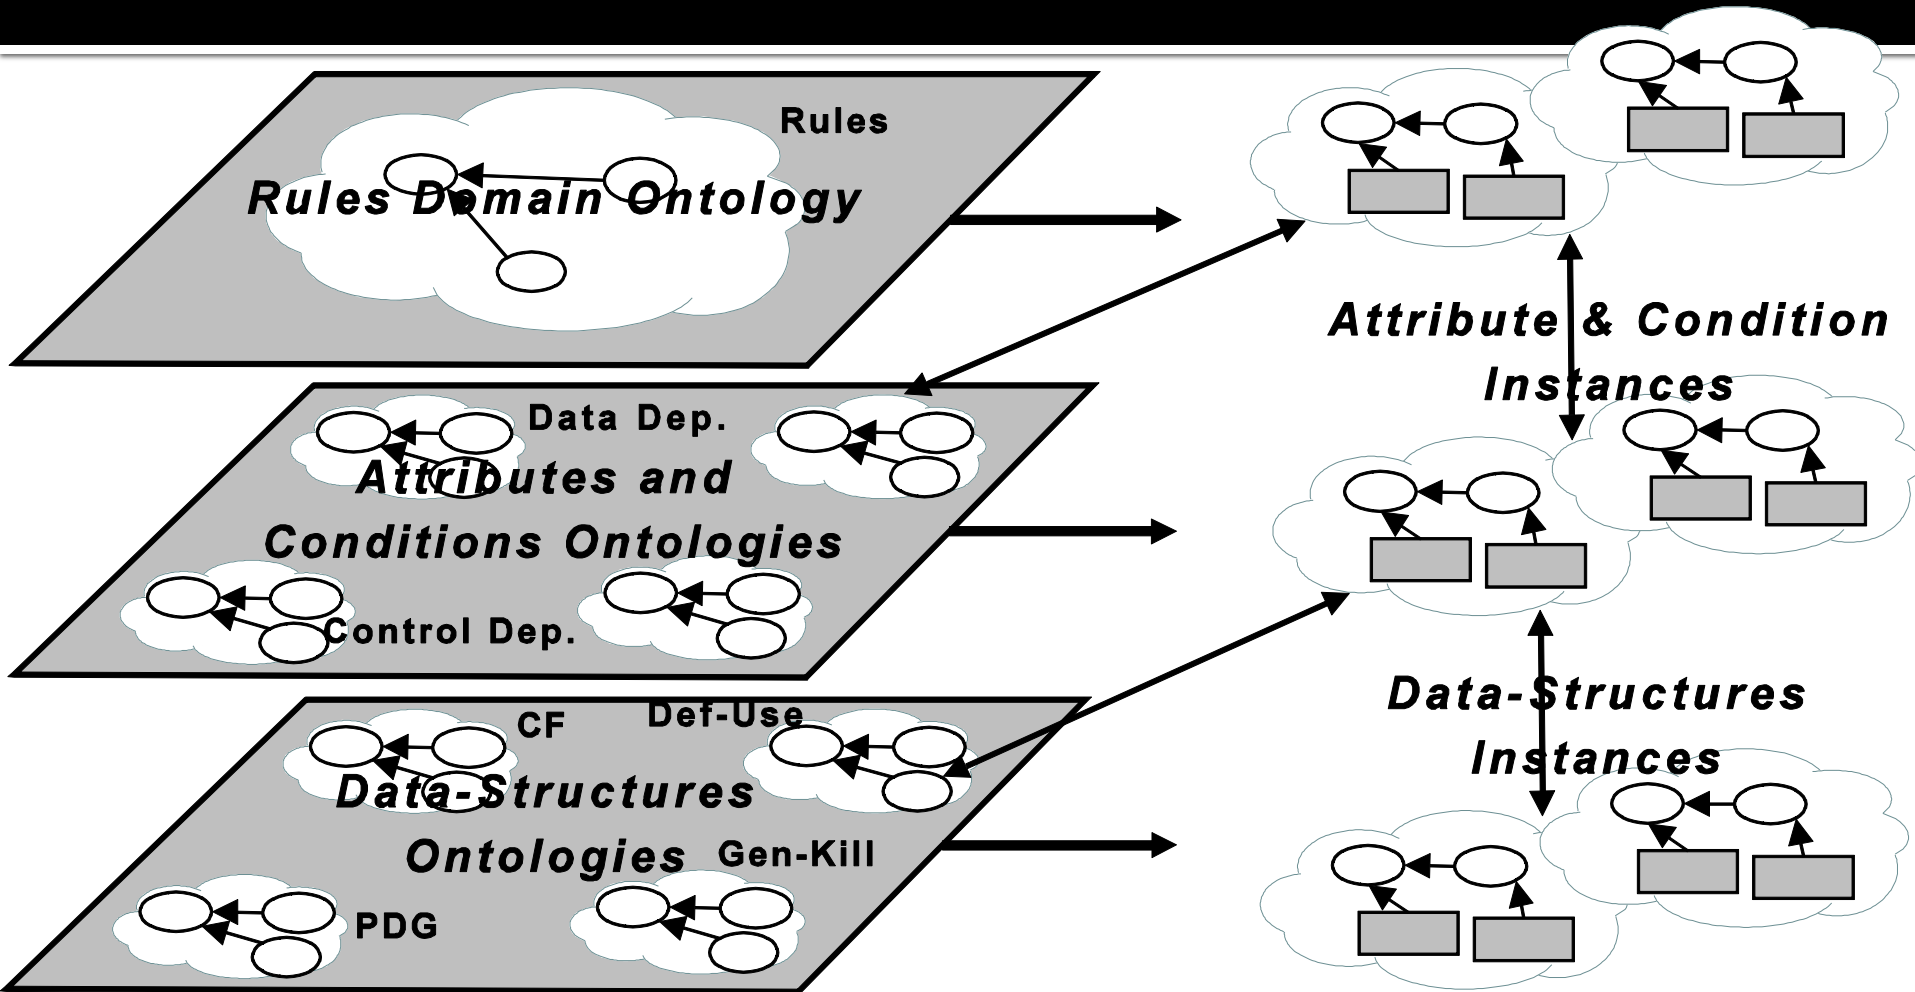 Rules
Rules Domain Ontology
Attribute & Condition
Instances
Data Dep.
Attributes and
Conditions Ontologies
Control Dep.
Data-Structures
Instances
CF
Def-Use
Data-Structures
Ontologies
Gen-Kill
PDG